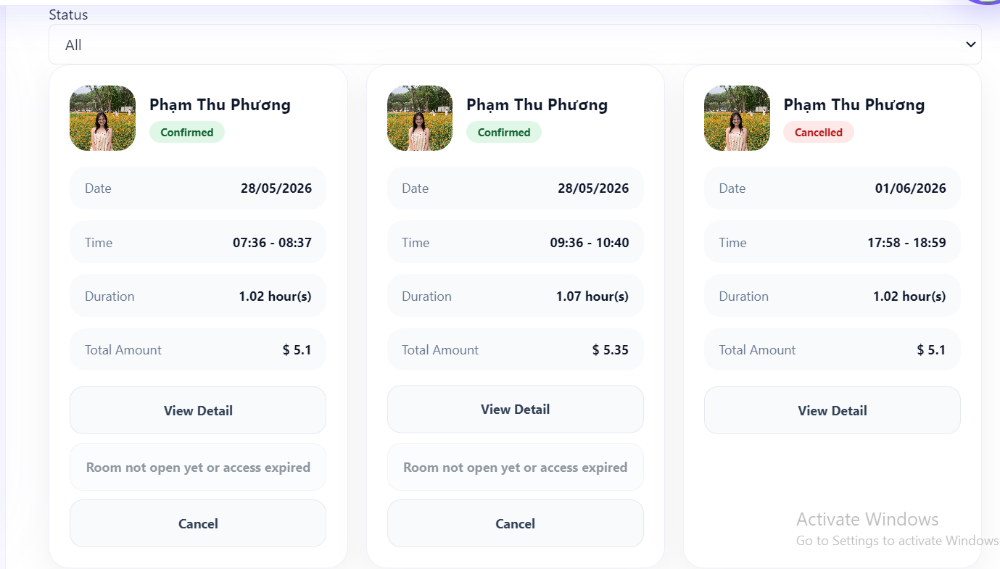 Status
All
Phạm Thu Phương
Confirmed
Date 28/05/2026
Time 07:36 - 08:37
Duration 1.02 hour(s)
Total Amount $ 5.1
View Detail
Room not open yet or access expired
Cancel
Phạm Thu Phương
Confirmed
Date 28/05/2026
Time 09:36 - 10:40
Duration 1.07 hour(s)
Total Amount $ 5.35
View Detail
Room not open yet or access expired
Cancel
Phạm Thu Phương
Cancelled
Date 01/06/2026
Time 17:58 - 18:59
Duration 1.02 hour(s)
Total Amount $ 5.1
View Detail
Activate Windows
Go to Settings to activate Windows